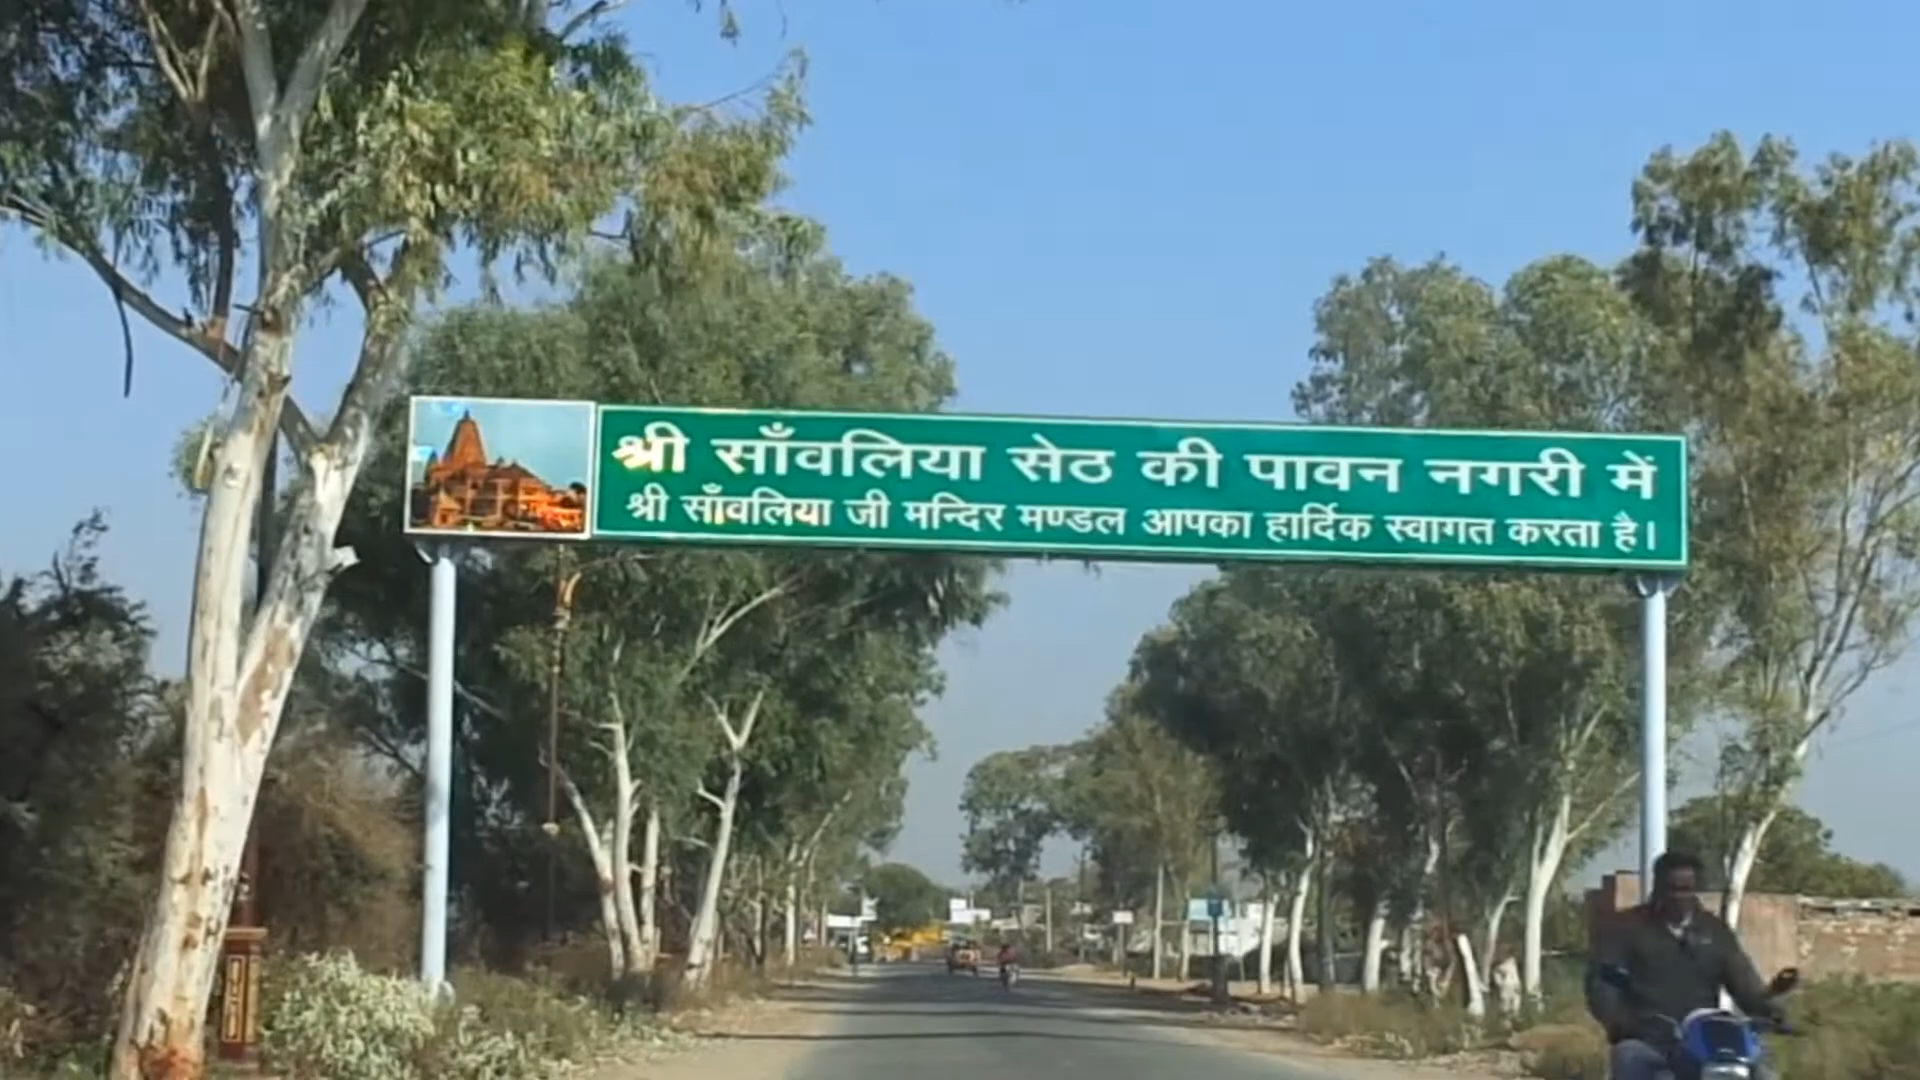 श्री साँवलिया सेठ की पावन नगरी में
श्री साँवलिया जी मन्दिर मण्डल आपका हार्दिक स्वागत करता है।